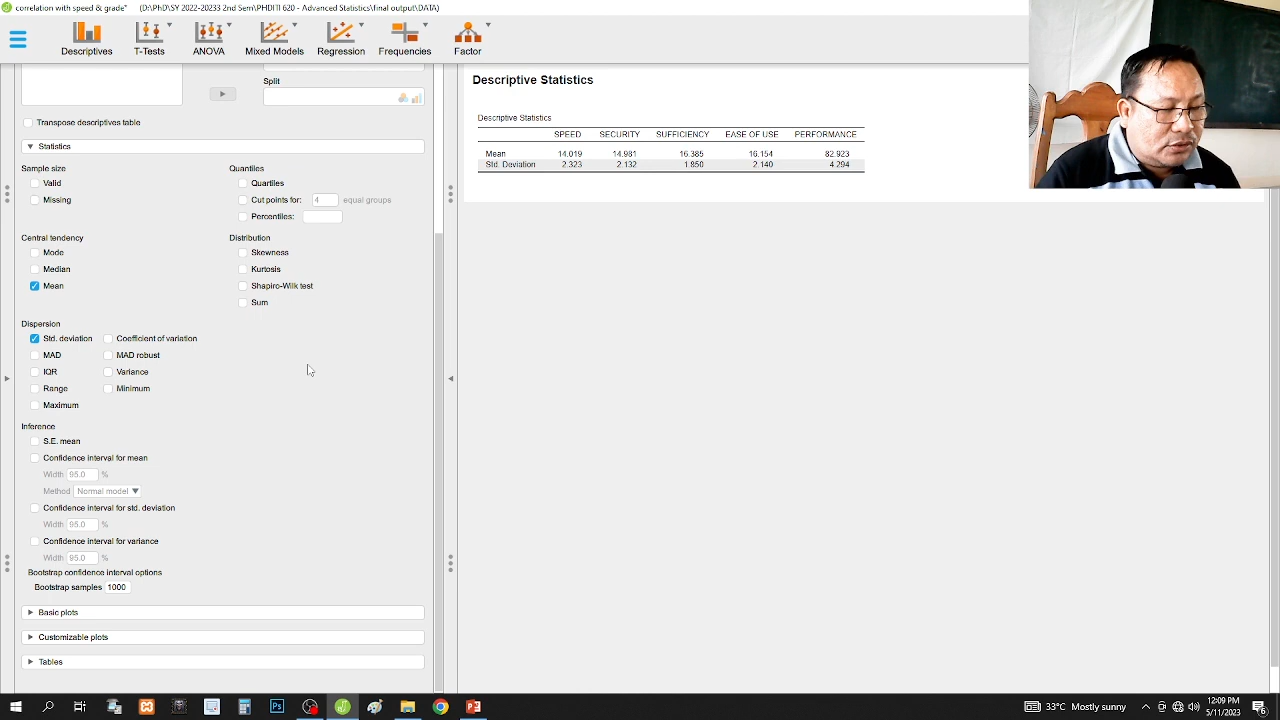 correlation with speed & grade* (D:\PhD\SY 2022-20233 2nd Sem\PHDITI 620 - Advanced Statistics\final output\DATA)
Descriptives T-Tests ANOVA Mixed Models Regression Frequencies Factor
Split
Transpose descriptives table
Statistics
Sample size Quantiles
Valid Quartiles
Missing Cut points for: 4 equal groups
Percentiles:
Central tendency Distribution
Mode Skewness
Median Kurtosis
Mean Shapiro-Wilk test
Sum
Dispersion
Std. deviation Coefficient of variation
MAD MAD robust
IQR Variance
Range Minimum
Maximum
Inference
S.E. mean
Confidence interval for mean
Width 95.0 %
Method Normal model
Confidence interval for std. deviation
Width 95.0 %
Confidence interval for variance
Width 95.0 %
Bootstrap confidence interval options
Bootstrap samples 1000
Basic plots
Customizable plots
Tables
Descriptive Statistics
Descriptive Statistics
SPEED SECURITY SUFFICIENCY EASE OF USE PERFORMANCE
Mean 14.019 14.981 16.385 16.154 82.923
Std. Deviation 2.323 2.132 1.850 2.140 4.294
33°C Mostly sunny
12:09 PM
5/11/2023
6